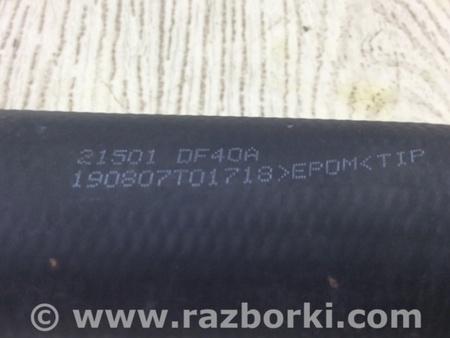 21501 DF40A
190807T01718>EPDM<TIP
© — www.razborki.com —